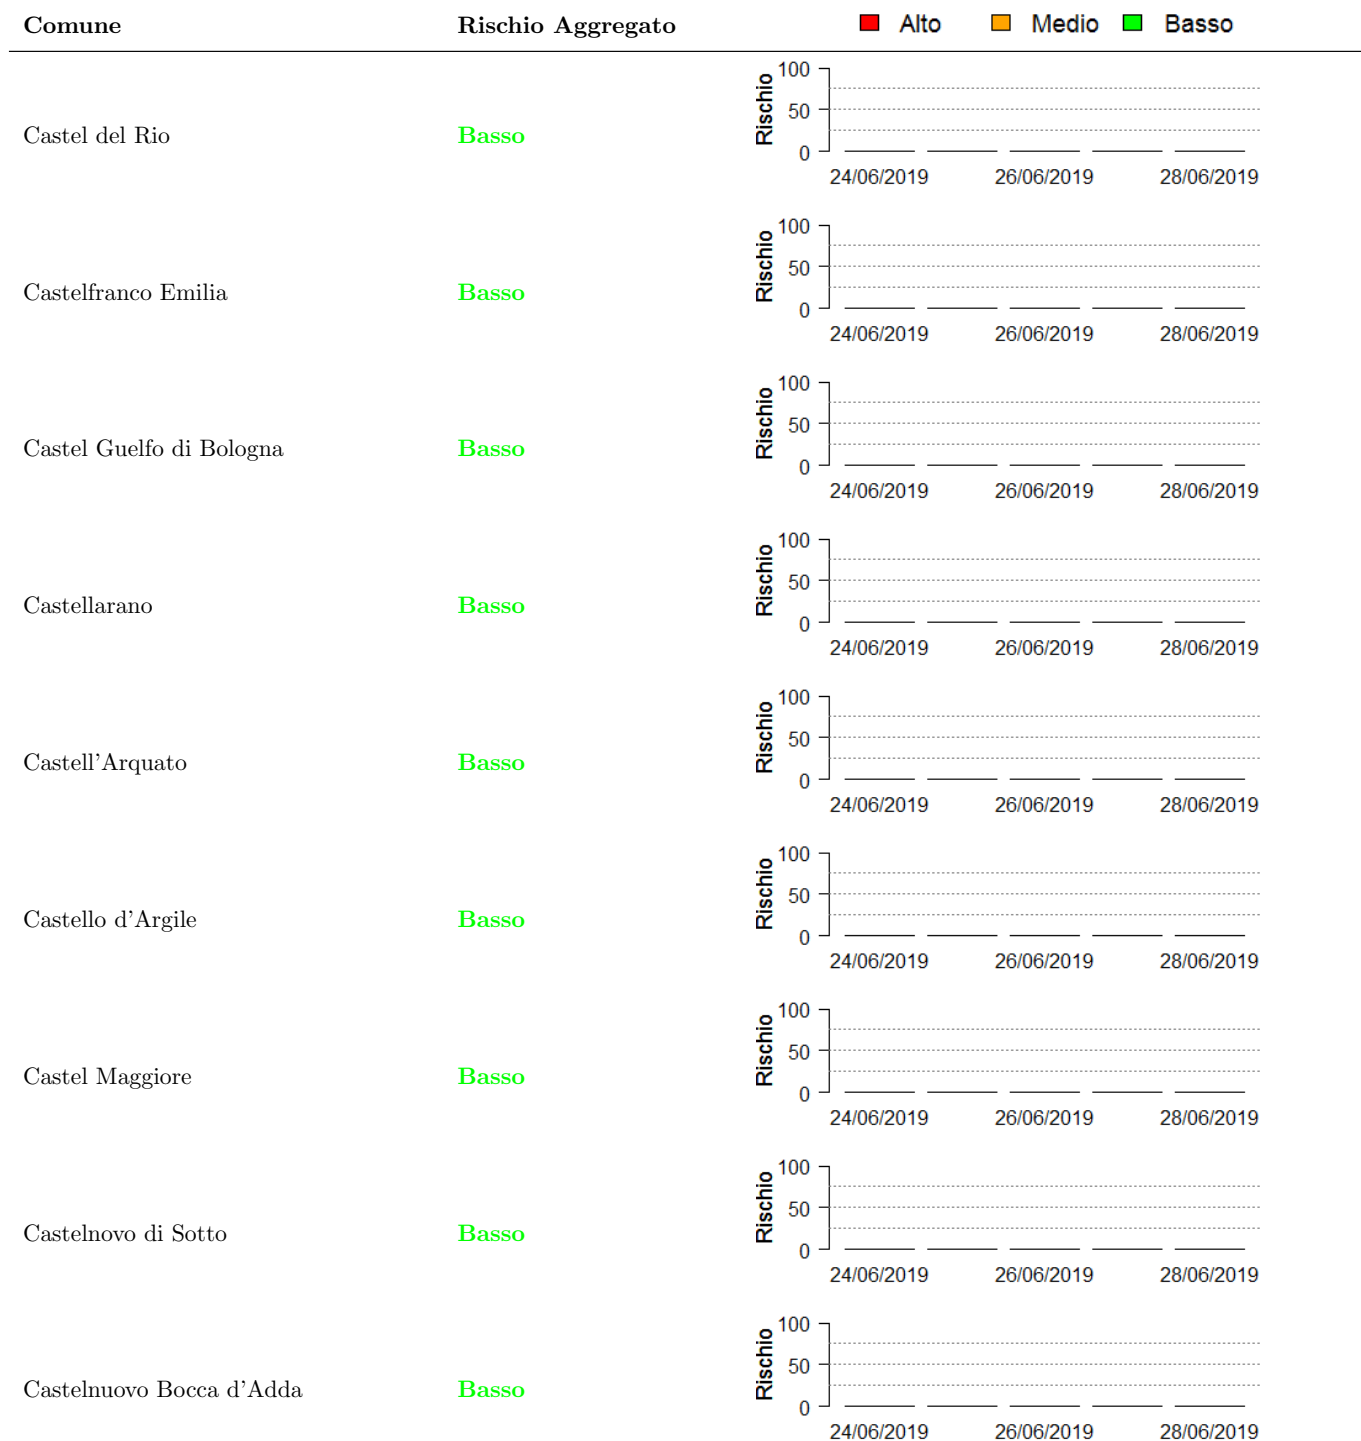 Comune Rischio Aggregato Alto Medio Basso
100
50
0
Rischio
Castel del Rio Basso
24/06/2019 26/06/2019 28/06/2019
100
50
0
Rischio
Castelfranco Emilia Basso
24/06/2019 26/06/2019 28/06/2019
100
50
0
Rischio
Castel Guelfo di Bologna Basso
24/06/2019 26/06/2019 28/06/2019
100
50
0
Rischio
Castellarano Basso
24/06/2019 26/06/2019 28/06/2019
100
50
0
Rischio
Castell'Arquato Basso
24/06/2019 26/06/2019 28/06/2019
100
50
0
Rischio
Castello d'Argile Basso
24/06/2019 26/06/2019 28/06/2019
100
50
0
Rischio
Castel Maggiore Basso
24/06/2019 26/06/2019 28/06/2019
100
50
0
Rischio
Castelnovo di Sotto Basso
24/06/2019 26/06/2019 28/06/2019
100
50
0
Rischio
Castelnuovo Bocca d'Adda Basso
24/06/2019 26/06/2019 28/06/2019